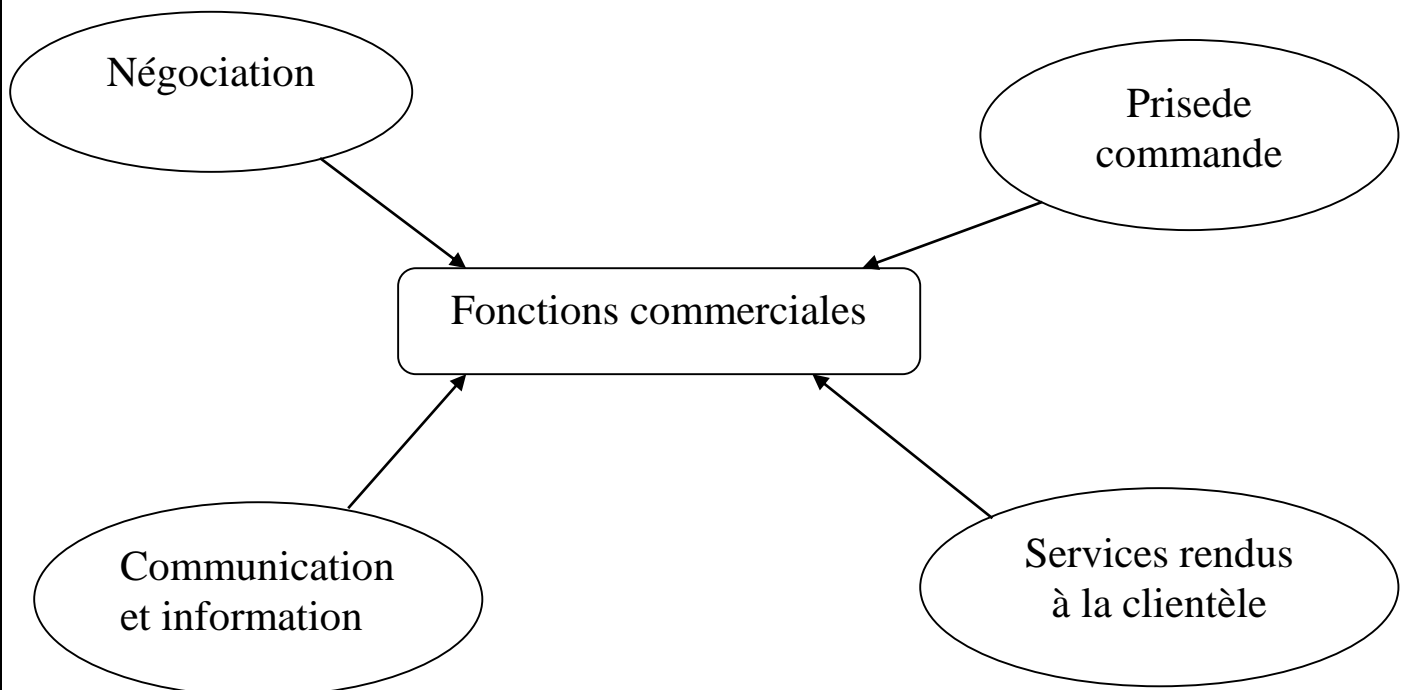 Négociation
Prisede
commande
Fonctions commerciales
Communication
et information
Services rendus
à la clientèle